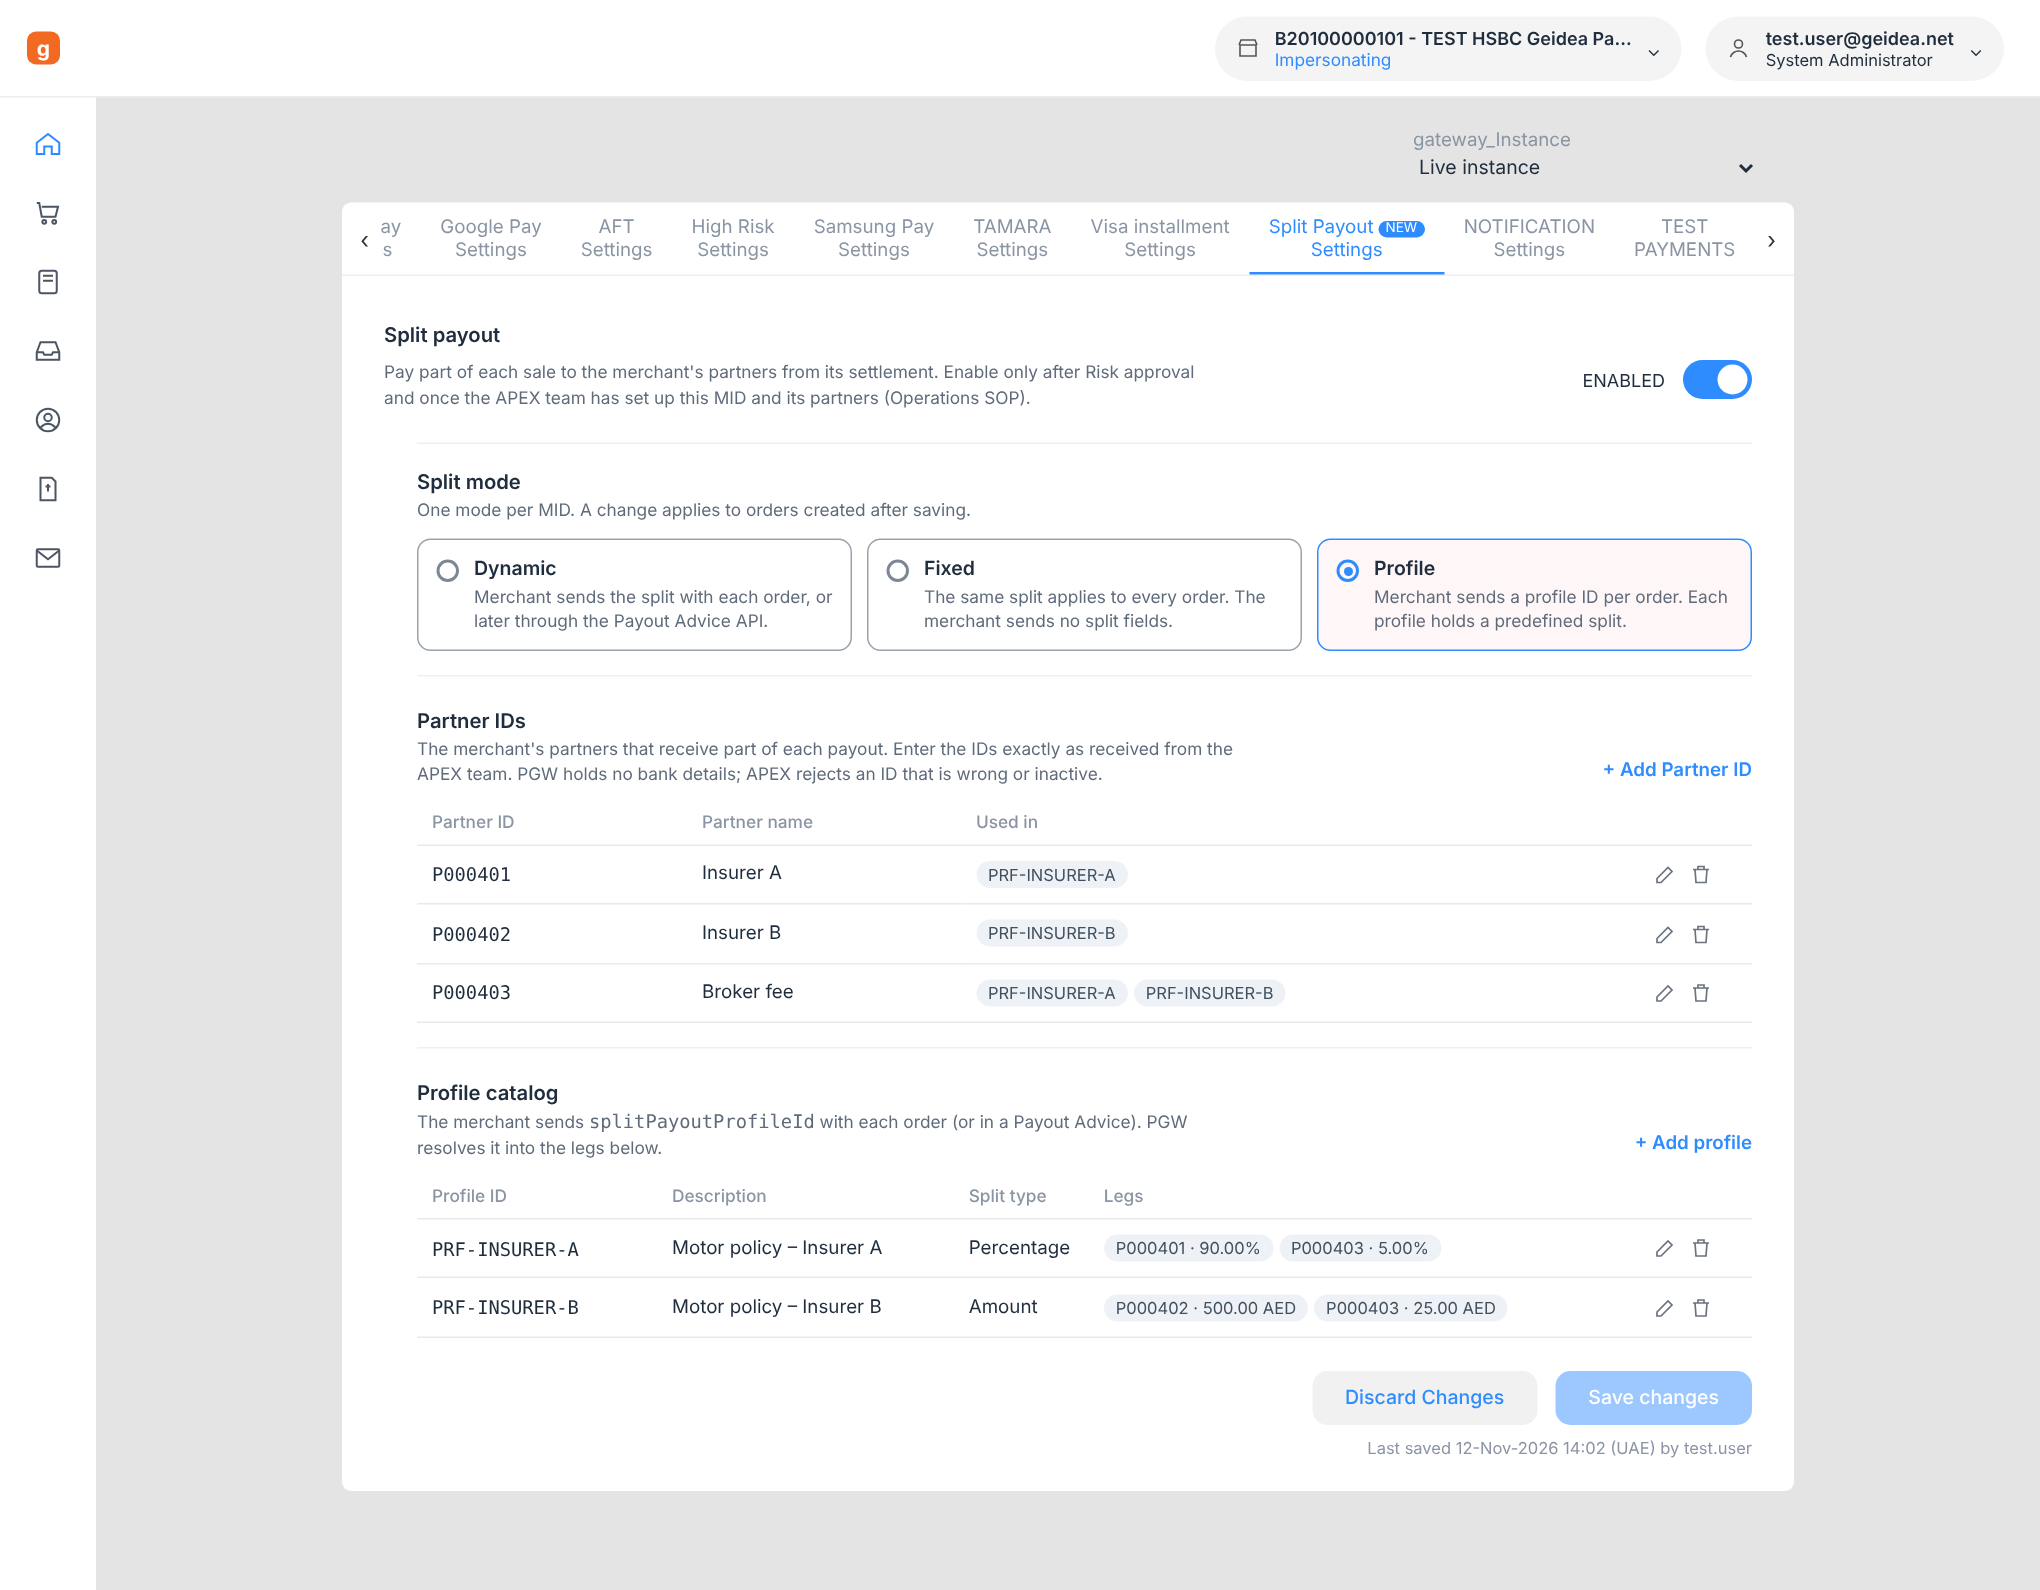 g
B20100000101 - TEST HSBC Geidea Pa...
Impersonating
test.user@geidea.net
System Administrator
gateway_Instance
Live instance
ay
s
Google Pay
Settings
AFT
Settings
High Risk
Settings
Samsung Pay
Settings
TAMARA
Settings
Visa installment
Settings
Split Payout NEW
Settings
NOTIFICATION
Settings
TEST
PAYMENTS
Split payout
Pay part of each sale to the merchant's partners from its settlement. Enable only after Risk approval
and once the APEX team has set up this MID and its partners (Operations SOP).
ENABLED
Split mode
One mode per MID. A change applies to orders created after saving.
Dynamic
Merchant sends the split with each order, or
later through the Payout Advice API.
Fixed
The same split applies to every order. The
merchant sends no split fields.
Profile
Merchant sends a profile ID per order. Each
profile holds a predefined split.
Partner IDs
The merchant's partners that receive part of each payout. Enter the IDs exactly as received from the
APEX team. PGW holds no bank details; APEX rejects an ID that is wrong or inactive.
+ Add Partner ID
Partner ID Partner name Used in
P000401 Insurer A PRF-INSURER-A
P000402 Insurer B PRF-INSURER-B
P000403 Broker fee PRF-INSURER-A PRF-INSURER-B
Profile catalog
The merchant sends splitPayoutProfileId with each order (or in a Payout Advice). PGW
resolves it into the legs below.
+ Add profile
Profile ID Description Split type Legs
PRF-INSURER-A Motor policy – Insurer A Percentage P000401 · 90.00% P000403 · 5.00%
PRF-INSURER-B Motor policy – Insurer B Amount P000402 · 500.00 AED P000403 · 25.00 AED
Discard Changes
Save changes
Last saved 12-Nov-2026 14:02 (UAE) by test.user